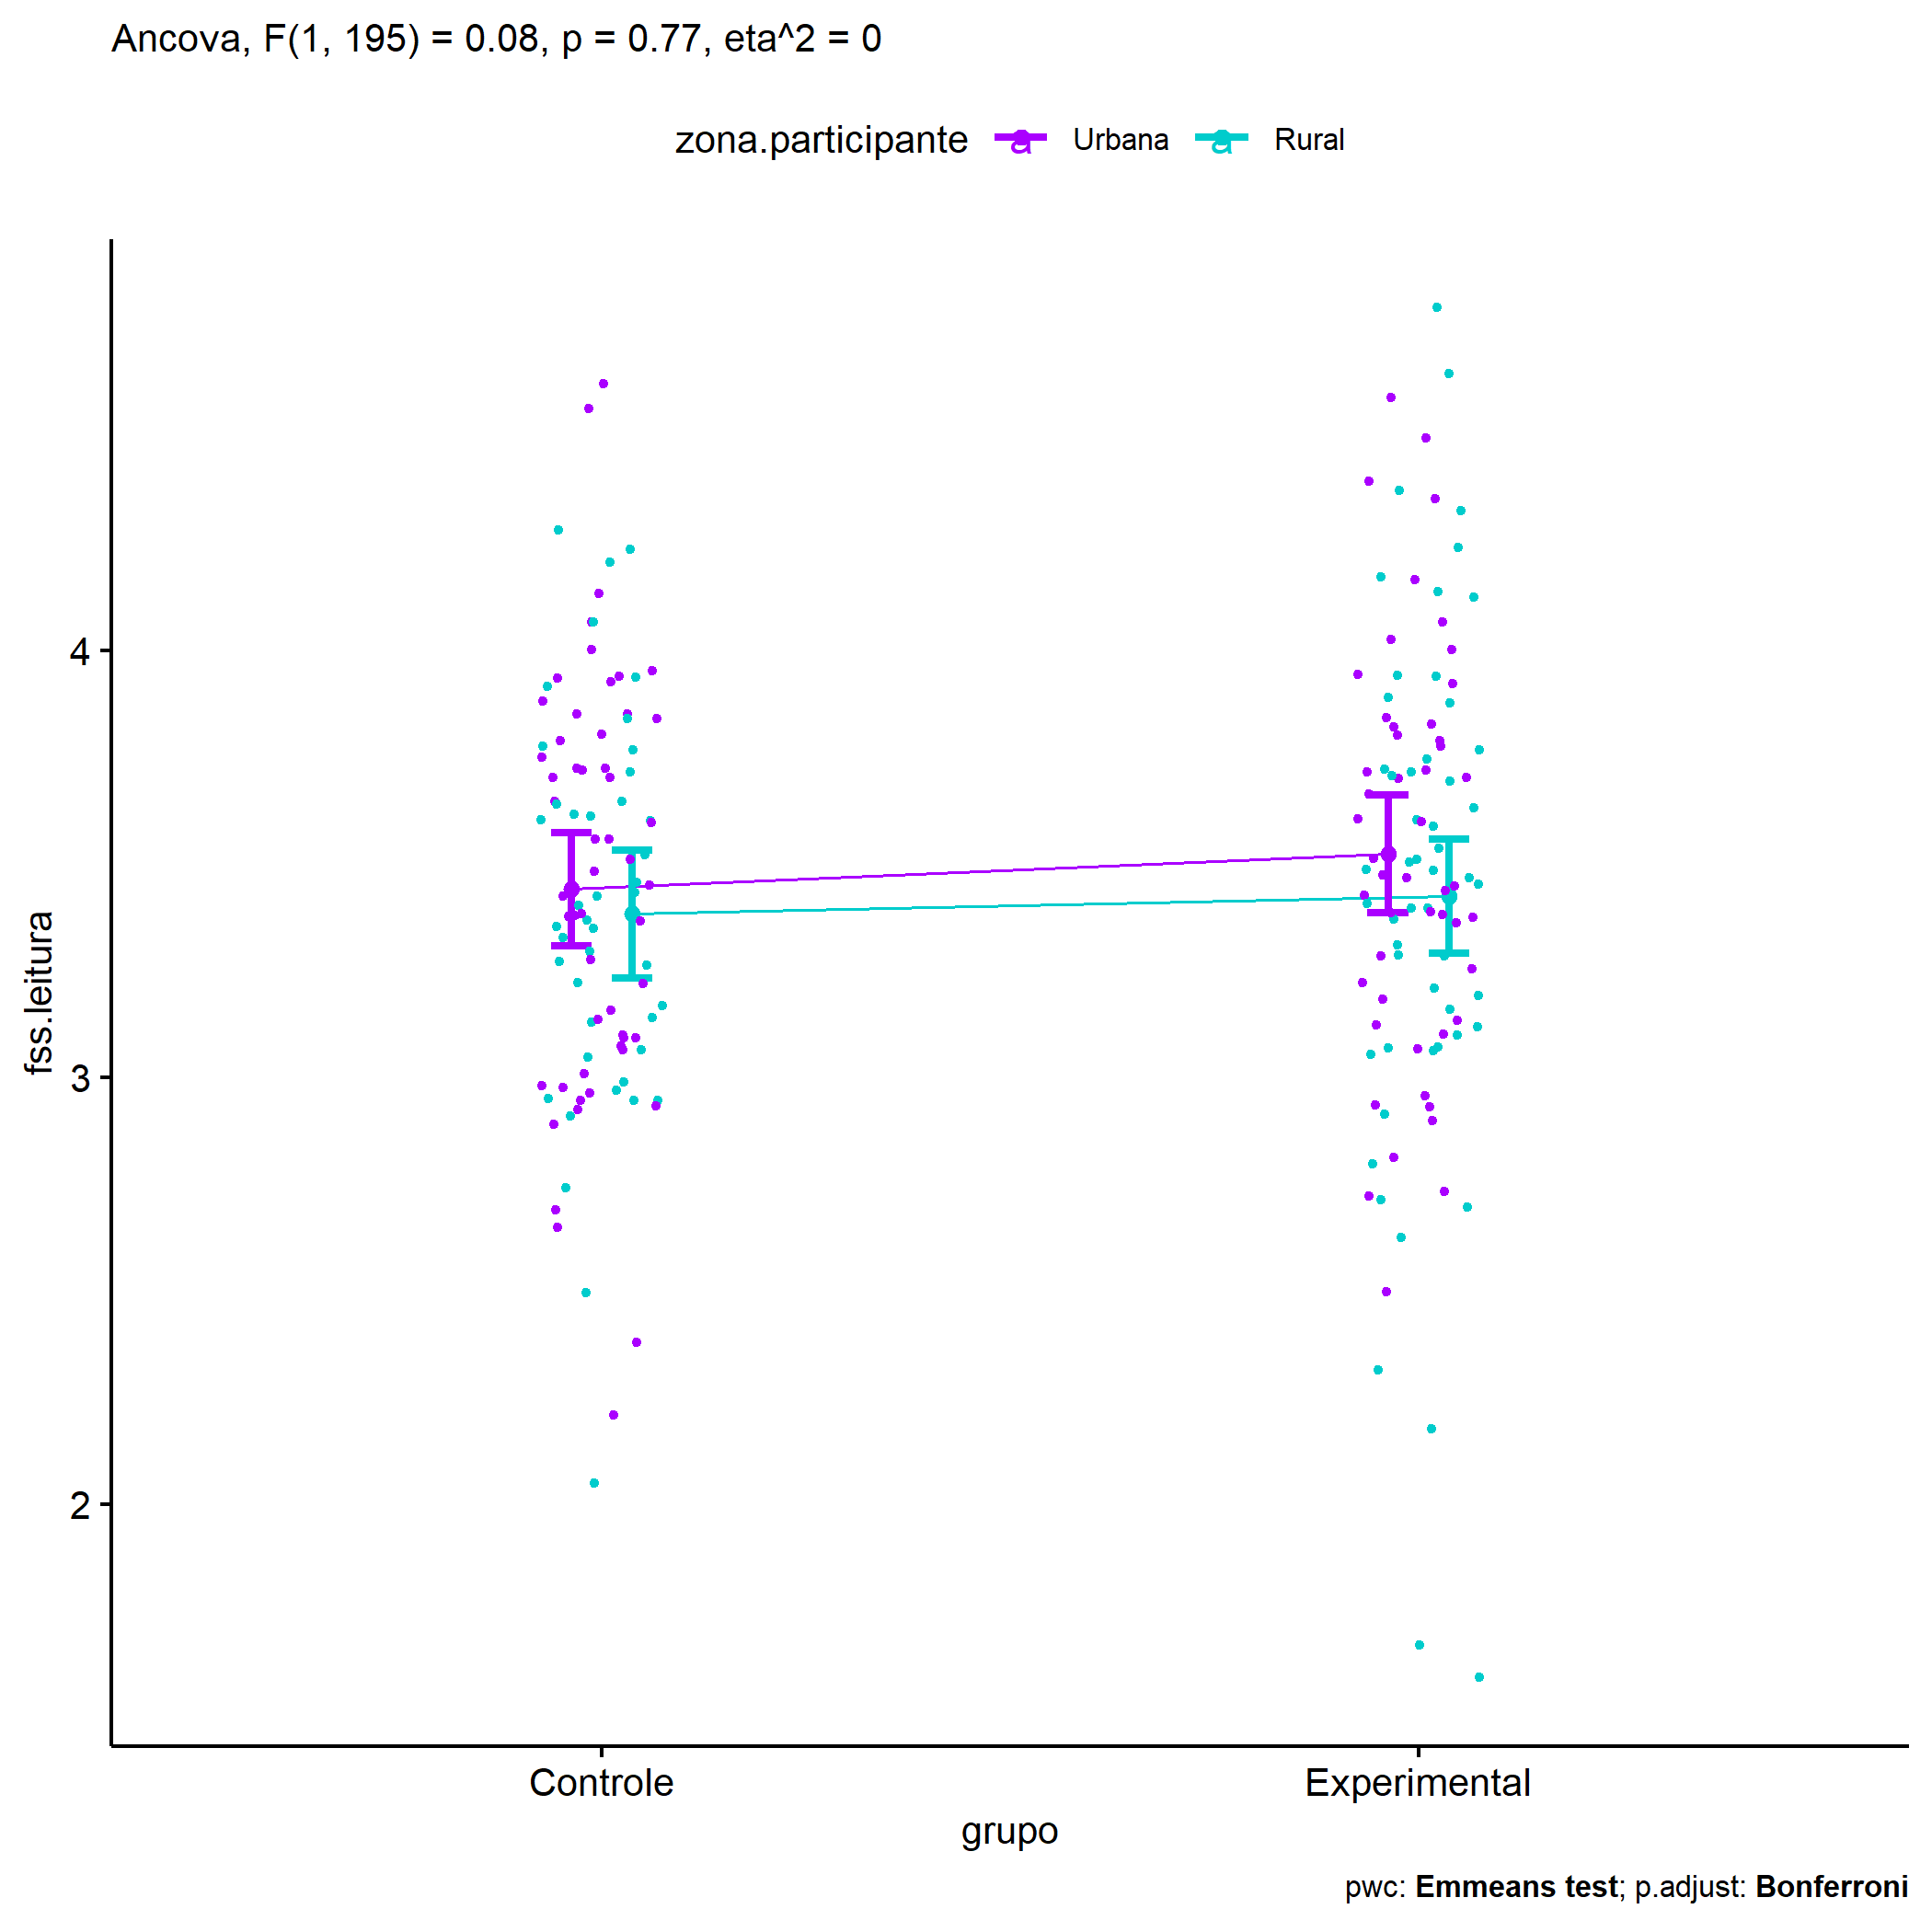 Ancova, F(1, 195) = 0.08, p = 0.77, eta^2 = 0
zona.participante a Urbana a Rural
fss.leitura
4
3
2
Controle Experimental
grupo
pwc: Emmeans test; p.adjust: Bonferroni